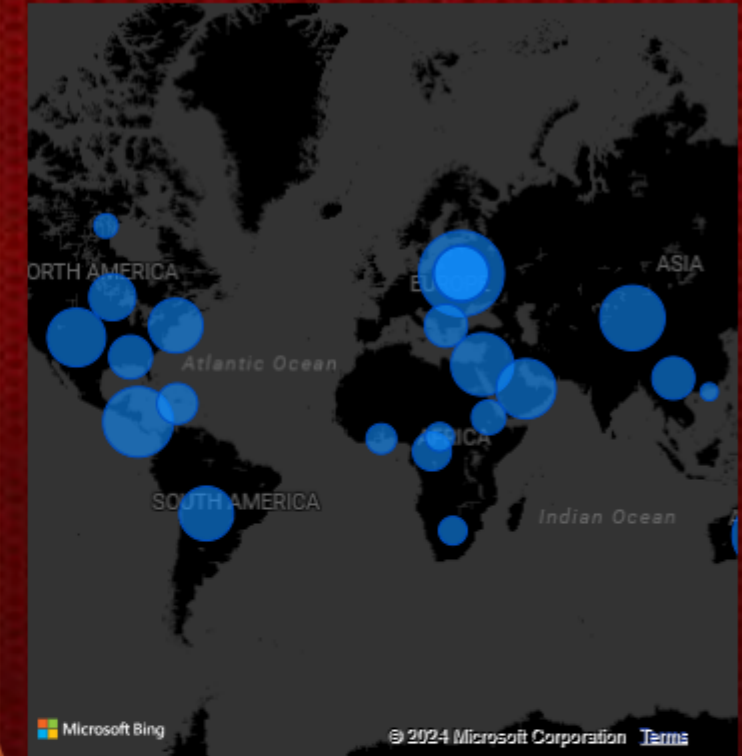 ORTH AMERICA
ASIA
EU
Atlantic Ocean
AFRICA
SOUTH AMERICA
Indian Ocean
A
Microsoft Bing
© 2024 Microsoft Corporation Terms